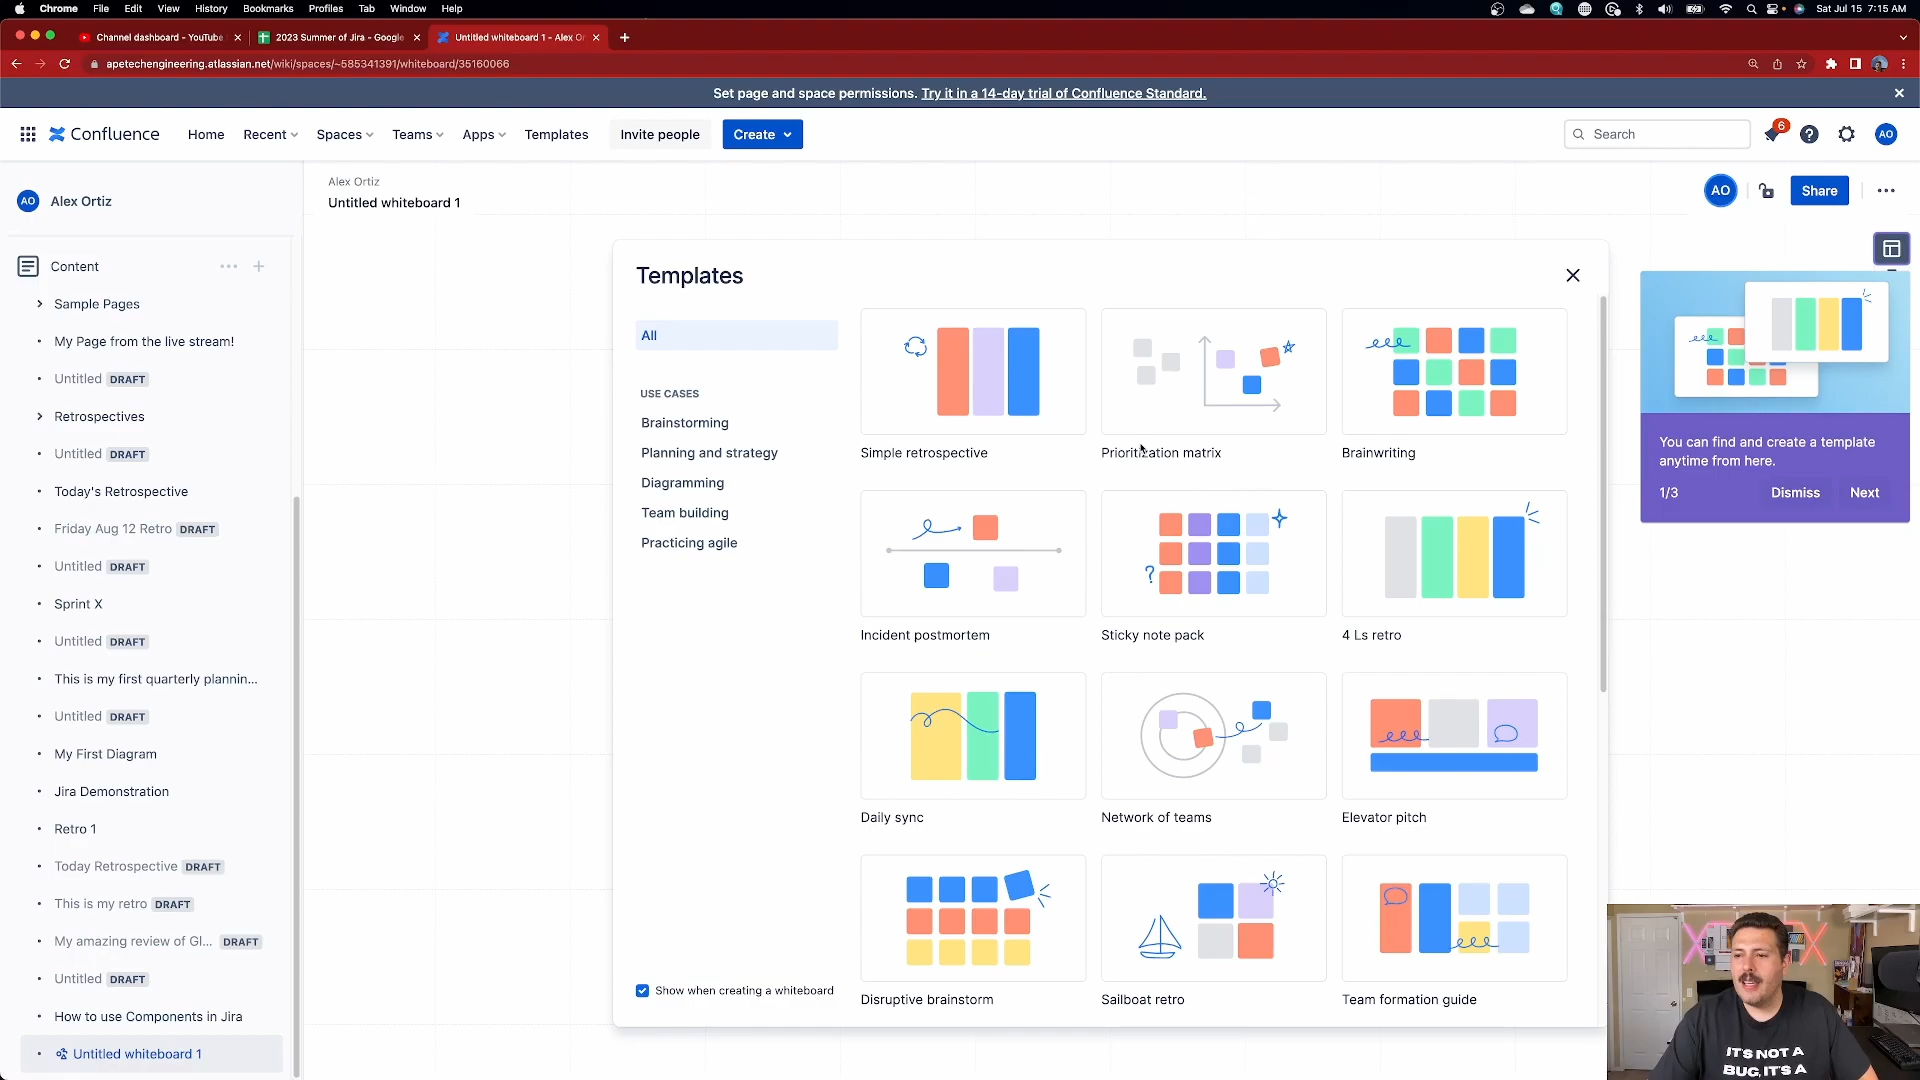 Chrome File Edit View History Bookmarks Profiles Tab Window Help
Sat Jul 15 7:15 AM
Channel dashboard - YouTube
2023 Summer of Jira - Google
Untitled whiteboard 1 - Alex Or
apetechengineering.atlassian.net/wiki/spaces/~585341391/whiteboard/35160066
Set page and space permissions. Try it in a 14-day trial of Confluence Standard.
Confluence
Home
Recent
Spaces
Teams
Apps
Templates
Invite people
Create
Search
6
AO
AO Alex Ortiz
Alex Ortiz
Untitled whiteboard 1
AO
Share
Content
Sample Pages
My Page from the live stream!
Untitled DRAFT
Retrospectives
Untitled DRAFT
Today's Retrospective
Friday Aug 12 Retro DRAFT
Untitled DRAFT
Sprint X
Untitled DRAFT
This is my first quarterly plannin...
Untitled DRAFT
My First Diagram
Jira Demonstration
Retro 1
Today Retrospective DRAFT
This is my retro DRAFT
My amazing review of Gl... DRAFT
Untitled DRAFT
How to use Components in Jira
Untitled whiteboard 1
Templates
All
USE CASES
Brainstorming
Planning and strategy
Diagramming
Team building
Practicing agile
Show when creating a whiteboard
Simple retrospective
Prioritization matrix
Brainwriting
Incident postmortem
?
Sticky note pack
4 Ls retro
Daily sync
Network of teams
Elevator pitch
Disruptive brainstorm
Sailboat retro
Team formation guide
You can find and create a template
anytime from here.
1/3
Dismiss
Next
IT'S NOT A
BUG, IT'S A